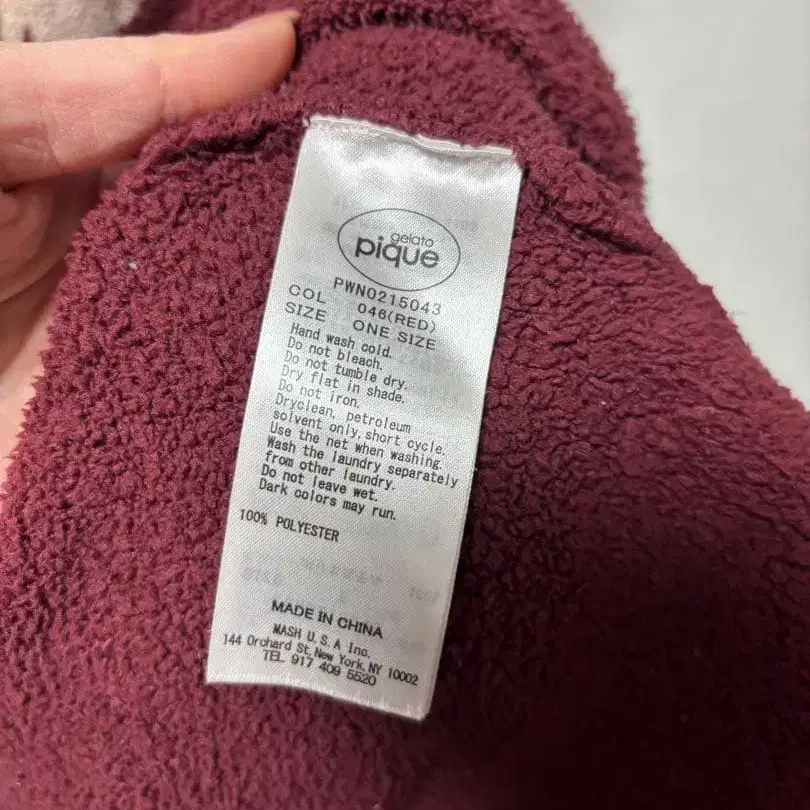 gelato
pique
PWNO215043
COL 046(RED)
SIZE ONE SIZE
Hand wash cold.
Do not bleach.
Do not tumble dry.
Dry flat in shade.
Do not iron.
Dryclean, petroleum
solvent only, short cycle.
Use the net when washing.
Wash the laundry separately
from other laundry.
Do not leave wet.
Dark colors may run.
100% POLYESTER
MADE IN CHINA
MASH U.S.A Inc.
144 Orchard St, New York, NY 10002
TEL 917 409 5520